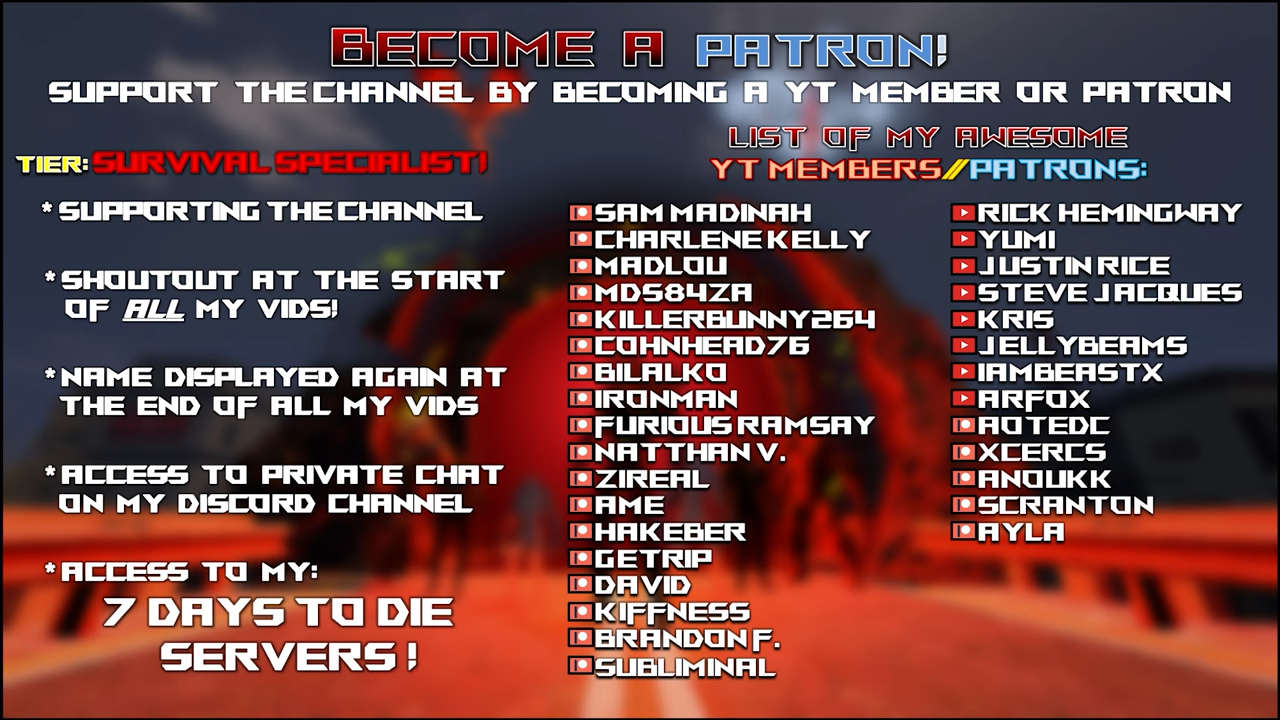 BECOME A PATRON!
SUPPORT THE CHANNEL BY BECOMING A YT MEMBER OR PATRON
TIER: SURVIVAL SPECIALIST!
* SUPPORTING THE CHANNEL
*SHOUTOUT AT THE START
OF ALL MY VIDS!
*NAME DISPLAYED AGAIN AT
THE END OF ALL MY VIDS
*ACCESS TO PRIVATE CHAT
ON MY DISCORD CHANNEL
*ACCESS TO MY:
7 DAYS TO DIE
SERVERS!
LIST OF MY AWESOME
YT MEMBERS//PATRONS:
SAM MADINAH
CHARLENE KELLY
MADLOU
MDS84ZA
KILLERBUNNY264
COHNHEAD76
BILALKO
IRONMAN
FURIOUS RAMSAY
NATTHAN V.
ZIREAL
AME
HAKEBER
GETRIP
DAVID
KIFFNESS
BRANDON F.
SUBLIMINAL
RICK HEMINGWAY
YUMI
JUSTIN RICE
STEVE JACQUES
KRIS
JELLYBEAMS
IAMBEASTX
ARFOX
AOTEDC
XCERCS
ANOUKK
SCRANTON
AYLA